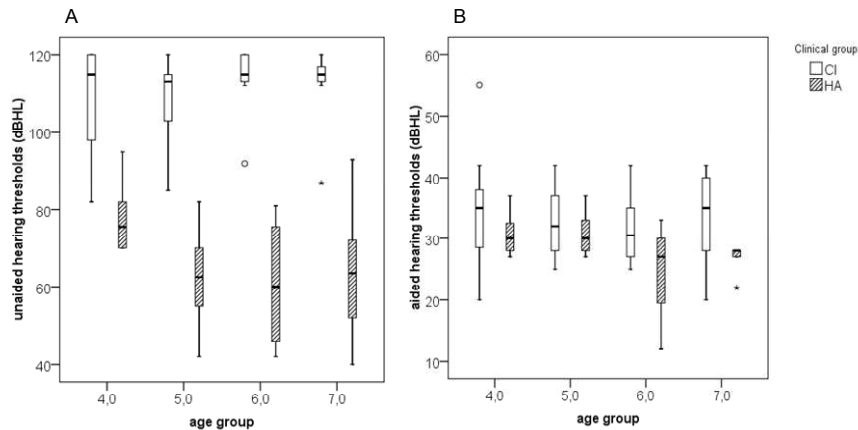 A
B
Clinical group
CI
HA
unaided hearing thresholds (dBHL)
120
100
80
60
40
4,0 5,0 6,0 7,0
age group
aided hearing thresholds (dBHL)
60
50
40
30
20
10
4,0 5,0 6,0 7,0
age group